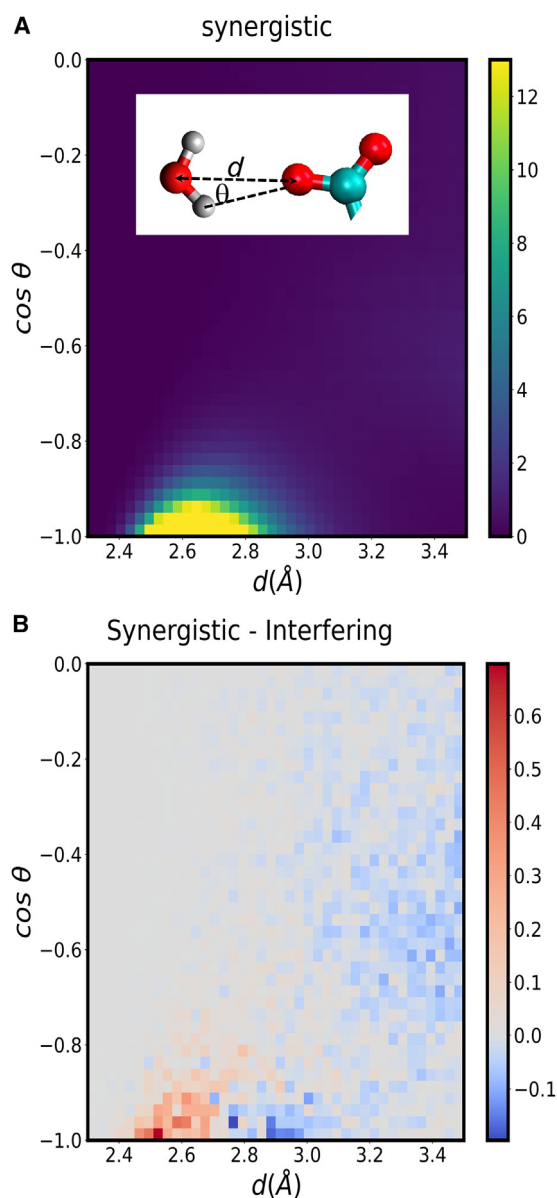 A
synergistic
0.0
−0.2
−0.4
−0.6
−0.8
−1.0
cos θ
d
θ
12
10
8
6
4
2
0
2.4 2.6 2.8 3.0 3.2 3.4
d(Å)
B
Synergistic - Interfering
0.0
−0.2
−0.4
−0.6
−0.8
−1.0
cos θ
0.6
0.5
0.4
0.3
0.2
0.1
0.0
−0.1
2.4 2.6 2.8 3.0 3.2 3.4
d(Å)